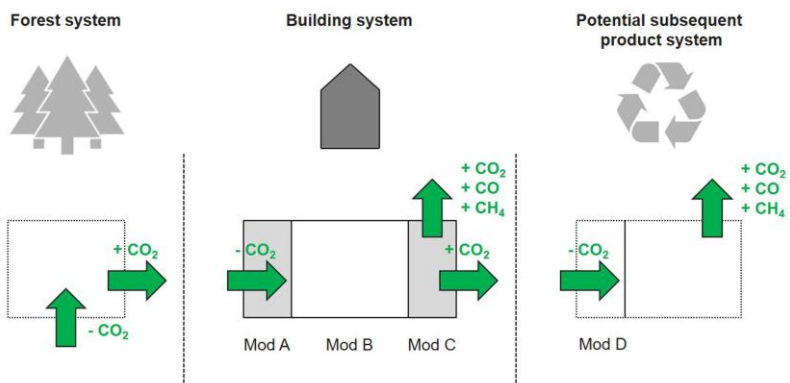 Forest system
Building system
Potential subsequent
product system
+ CO₂
+ CO
+ CH₄
+ CO₂
+ CO
+ CH₄
+ CO₂
- CO₂
+ CO₂
- CO₂
- CO₂
Mod A
Mod B
Mod C
Mod D